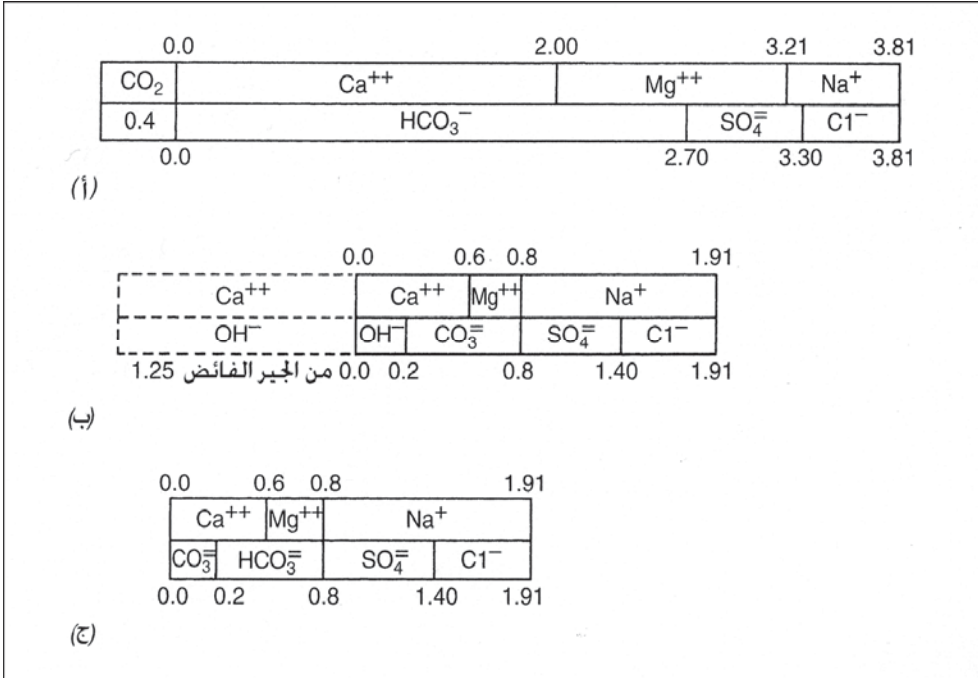 0.0 2.00 3.21 3.81
CO₂ Ca⁺⁺ Mg⁺⁺ Na⁺
0.4 HCO₃⁻ SO₄⁼ C1⁻
0.0 2.70 3.30 3.81
(أ)
0.0 0.6 0.8 1.91
Ca⁺⁺ Ca⁺⁺ Mg⁺⁺ Na⁺
OH⁻ OH⁻ CO₃⁼ SO₄⁼ C1⁻
1.25 من الجير الفائض 0.0 0.2 0.8 1.40 1.91
(ب)
0.0 0.6 0.8 1.91
Ca⁺⁺ Mg⁺⁺ Na⁺
CO₃⁼ HCO₃⁼ SO₄⁼ C1⁻
0.0 0.2 0.8 1.40 1.91
(ج)